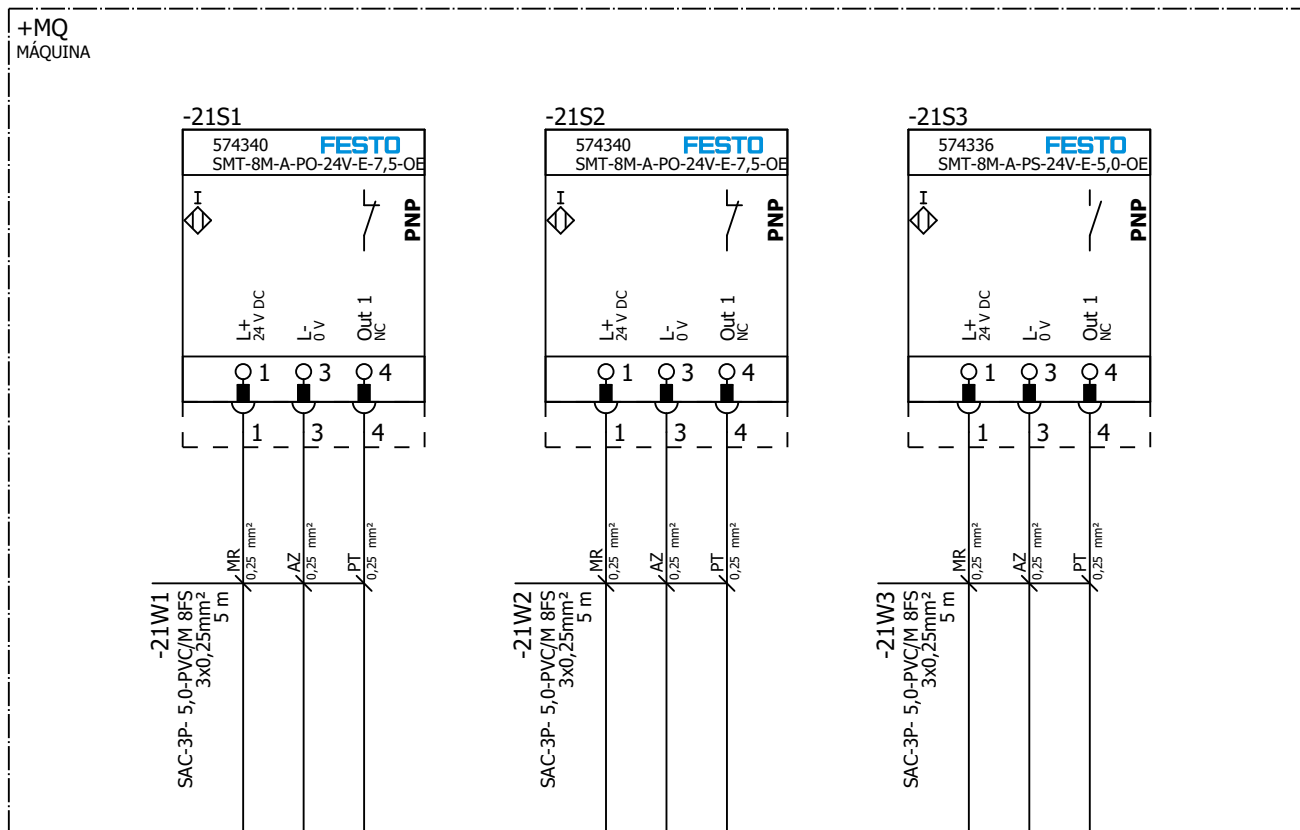 +MQ
MÁQUINA
-21S1
574340 FESTO
SMT-8M-A-PO-24V-E-7,5-OE
I
PNP
L+
24 V DC
L-
0 V
Out 1
NC
1 3 4
1 3 4
MR
0,25 mm²
AZ
0,25 mm²
PT
0,25 mm²
-21W1
SAC-3P- 5,0-PVC/M 8FS
3x0,25mm²
5 m
-21S2
574340 FESTO
SMT-8M-A-PO-24V-E-7,5-OE
I
PNP
L+
24 V DC
L-
0 V
Out 1
NC
1 3 4
1 3 4
MR
0,25 mm²
AZ
0,25 mm²
PT
0,25 mm²
-21W2
SAC-3P- 5,0-PVC/M 8FS
3x0,25mm²
5 m
-21S3
574336 FESTO
SMT-8M-A-PS-24V-E-5,0-OE
I
PNP
L+
24 V DC
L-
0 V
Out 1
NC
1 3 4
1 3 4
MR
0,25 mm²
AZ
0,25 mm²
PT
0,25 mm²
-21W3
SAC-3P- 5,0-PVC/M 8FS
3x0,25mm²
5 m